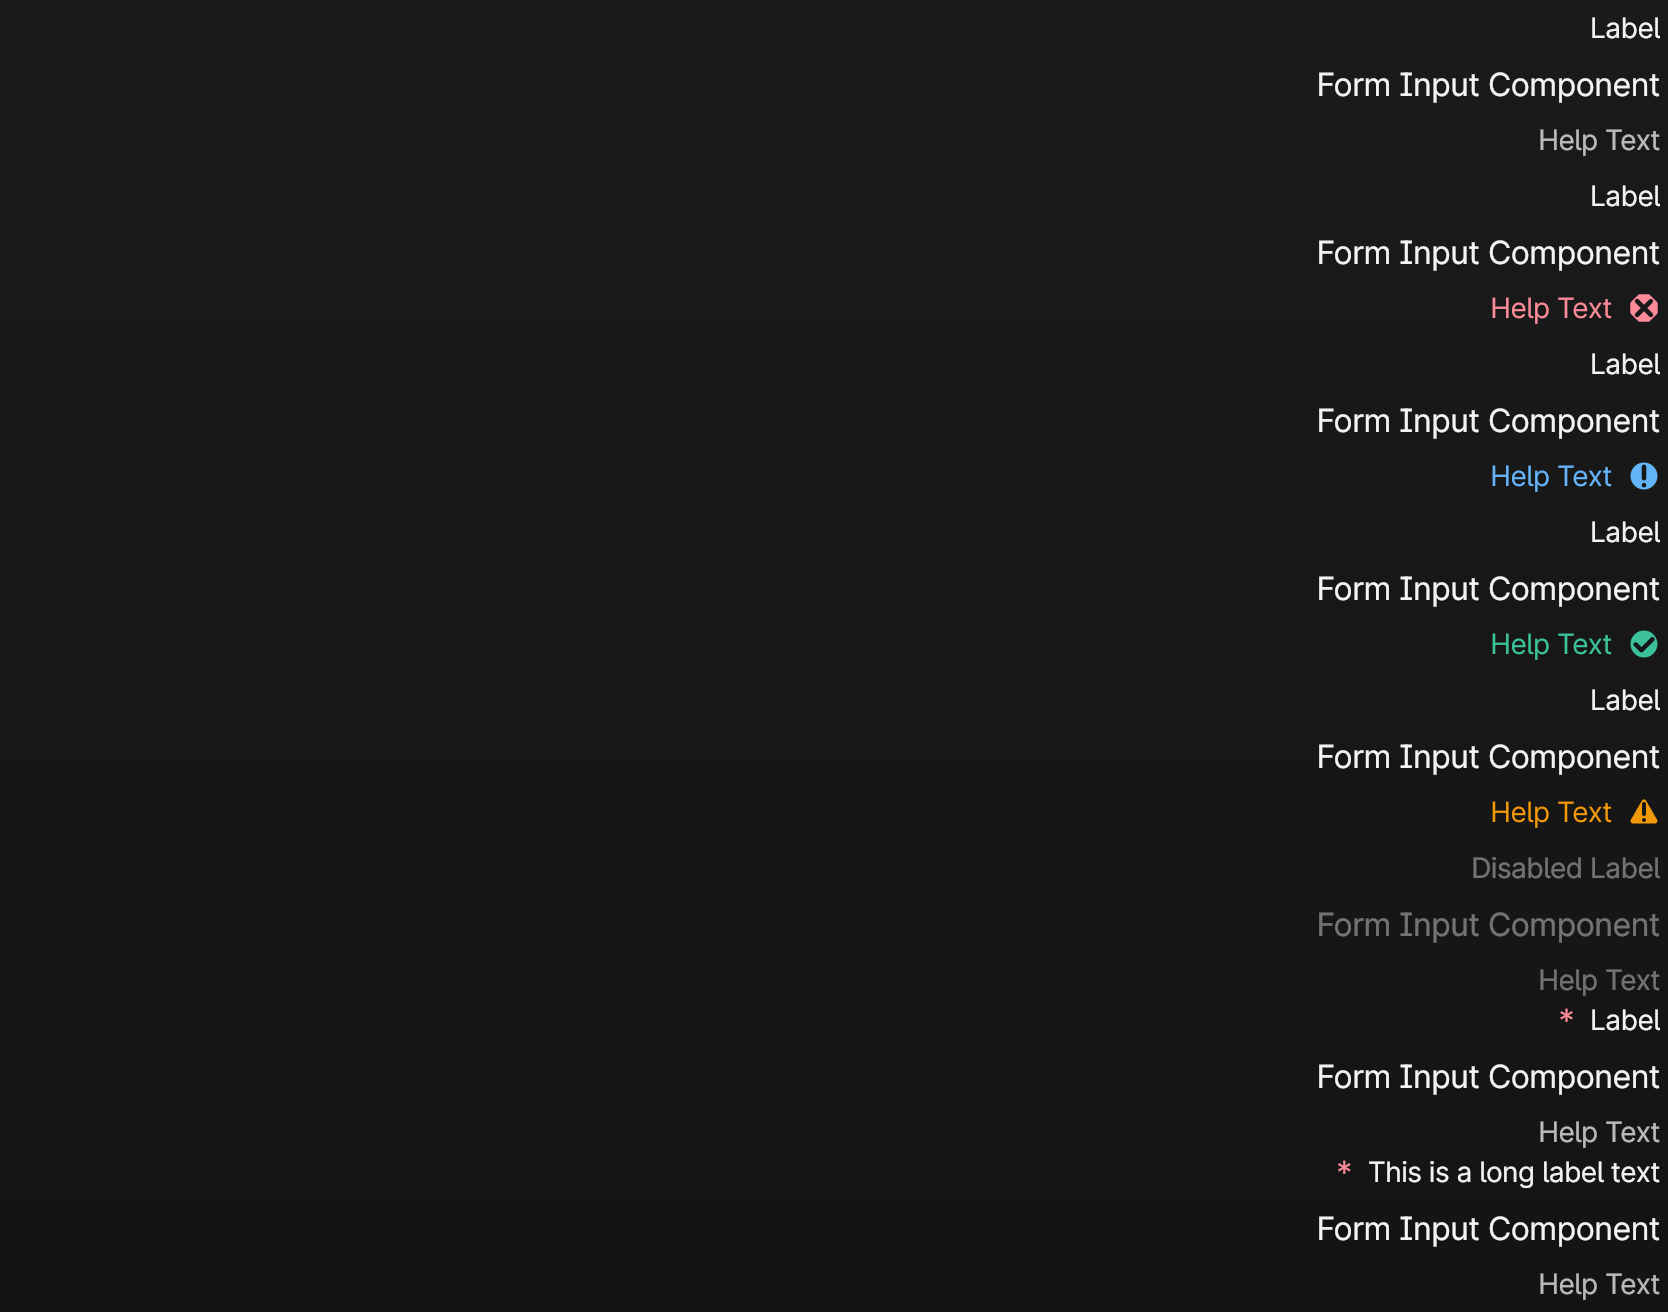 Label
Form Input Component
Help Text
Label
Form Input Component
Help Text
Label
Form Input Component
Help Text
Label
Form Input Component
Help Text
Label
Form Input Component
Help Text
Disabled Label
Form Input Component
Help Text
* Label
Form Input Component
Help Text
* This is a long label text
Form Input Component
Help Text